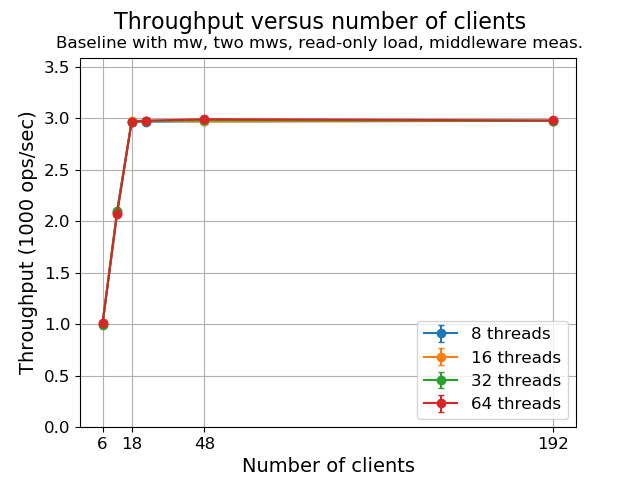 Throughput versus number of clients
Baseline with mw, two mws, read-only load, middleware meas.
Throughput (1000 ops/sec)
3.5
3.0
2.5
2.0
1.5
1.0
0.5
0.0
8 threads
16 threads
32 threads
64 threads
6 18 48 192
Number of clients